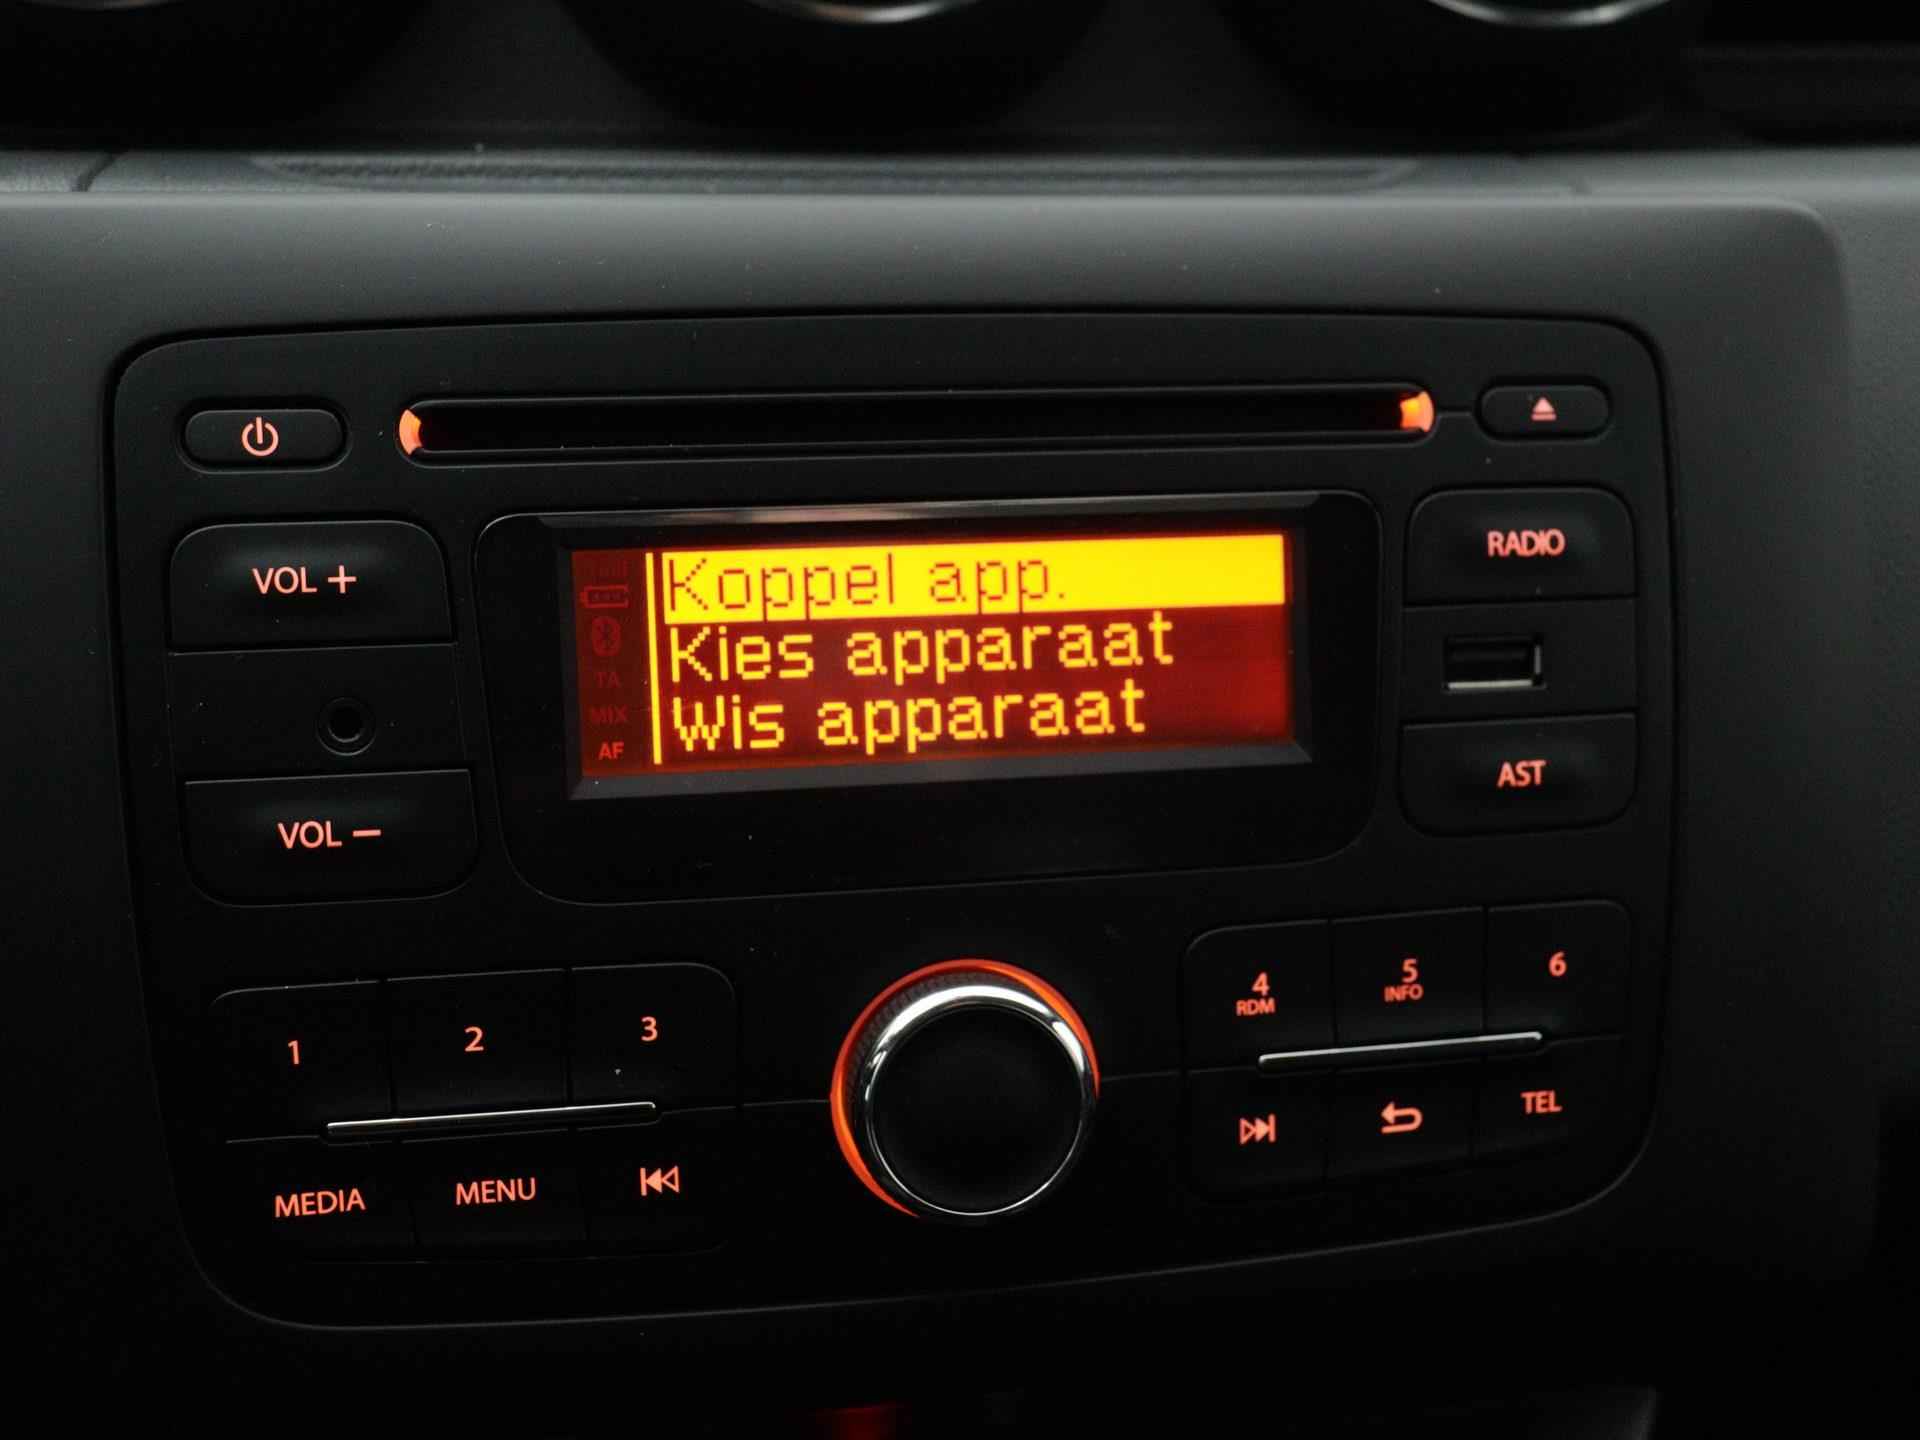 VOL +
Koppel app.
Kies apparaat
Wis apparaat
TA
MIX
AF
VOL −
RADIO
AST
1
2
3
4
RDM
5
INFO
6
MEDIA
MENU
TEL